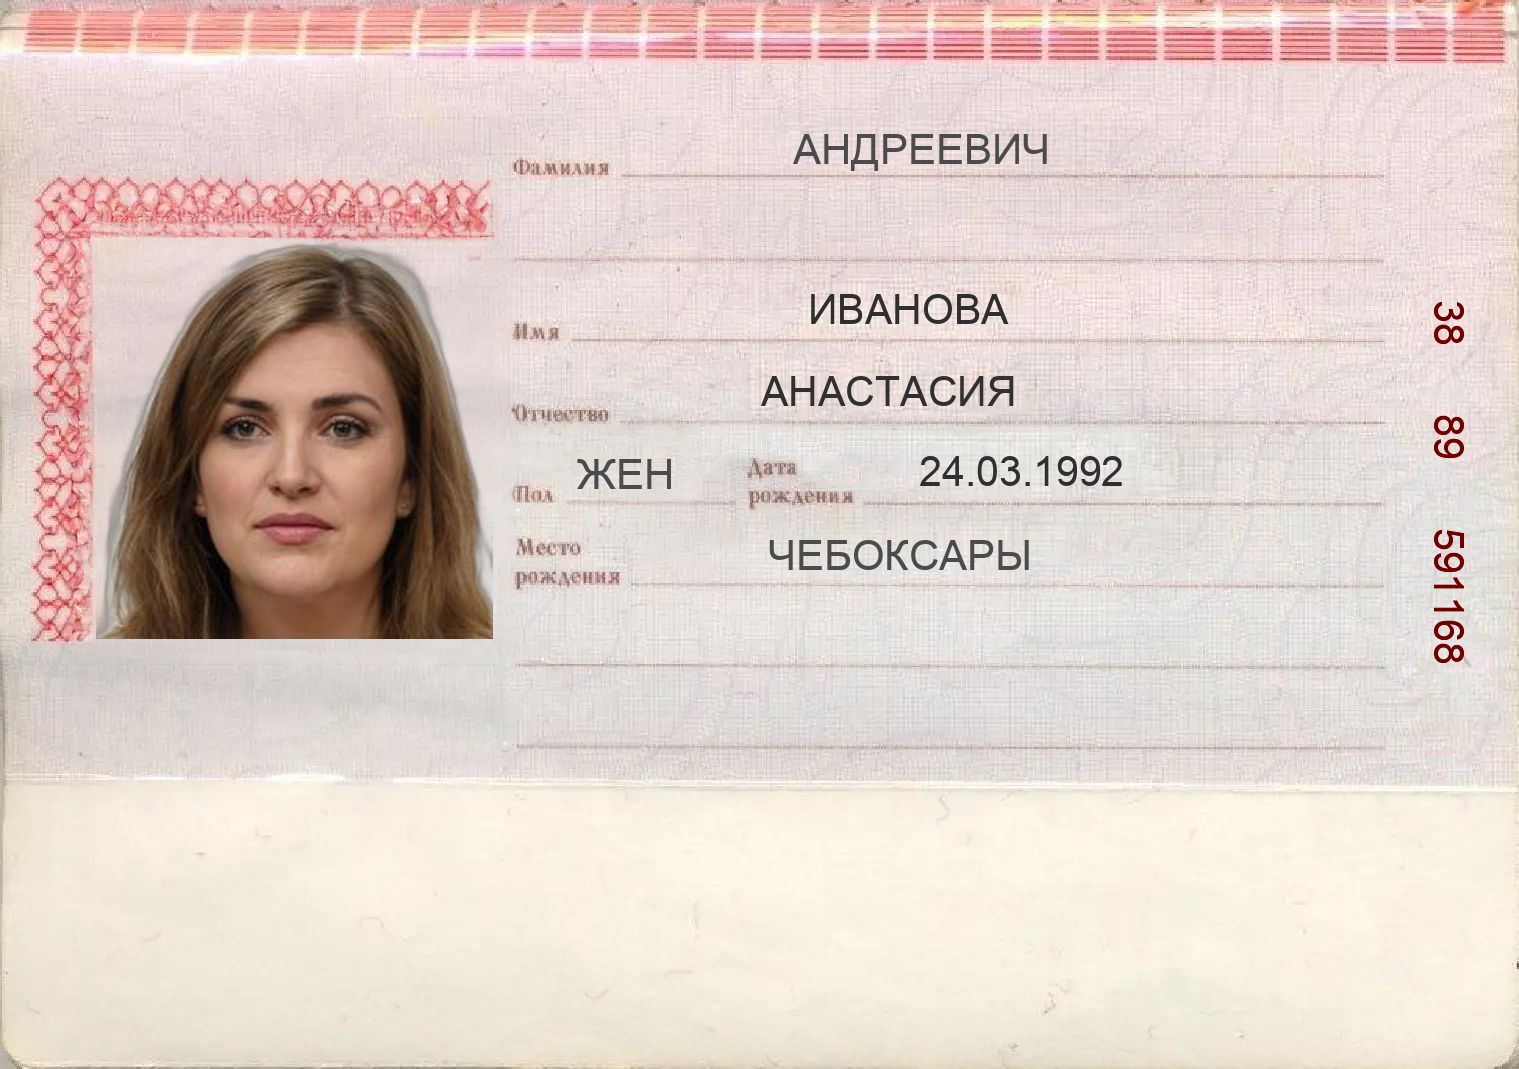 Фамилия АНДРЕЕВИЧ
Имя ИВАНОВА
Отчество АНАСТАСИЯ
Пол ЖЕН Дата рождения 24.03.1992
Место рождения ЧЕБОКСАРЫ
38 89 591168